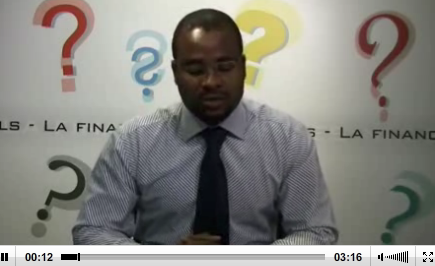 LS - LA FINAN
S - LA FINANC
00:12
03:16